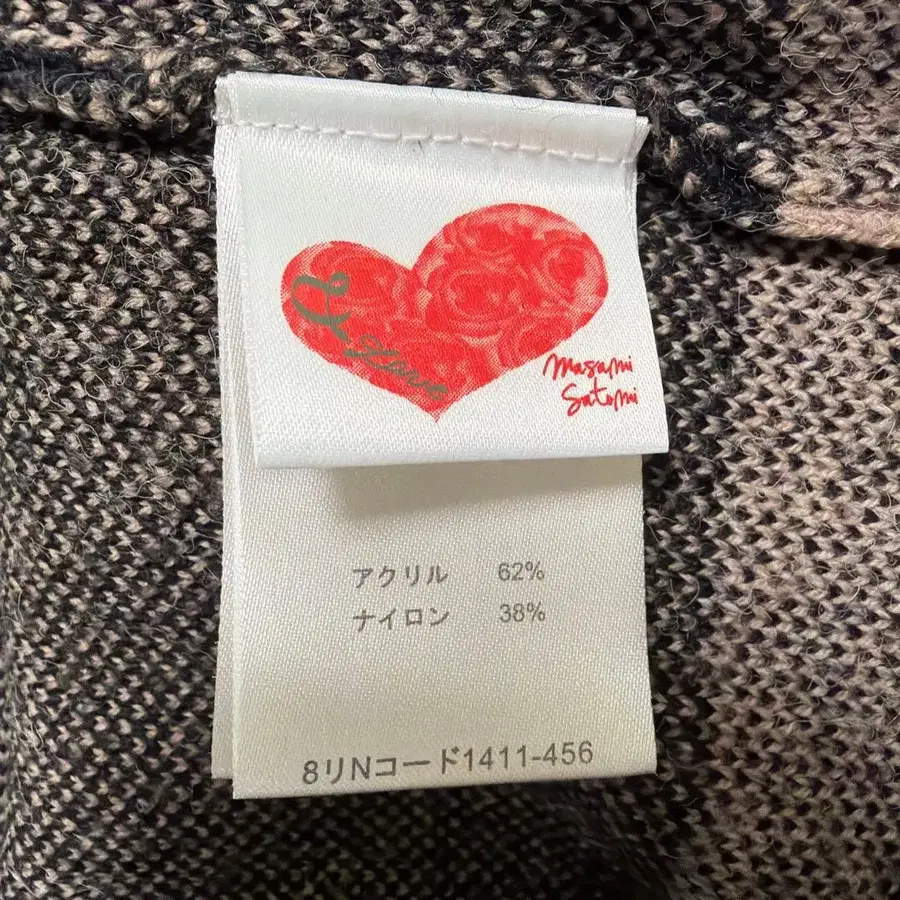 masami
Satomi
アクリル 62%
ナイロン 38%
8リNコード1411-456